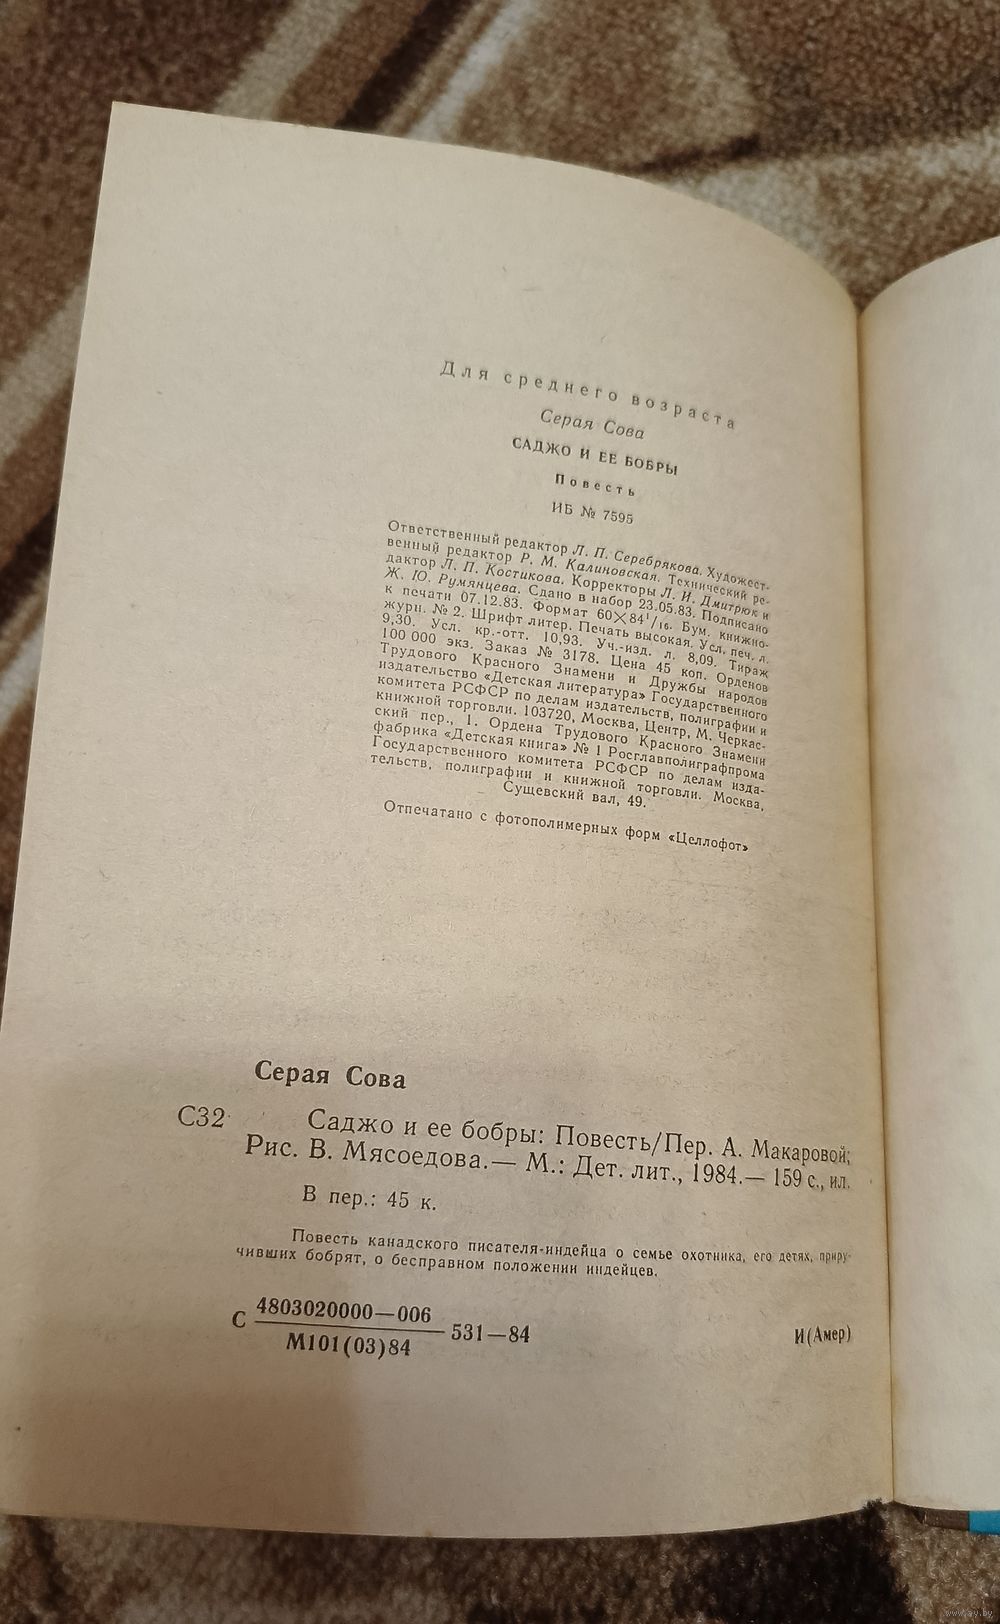 Для среднего возраста
Серая Сова
САДЖО И ЕЕ БОБРЫ
Повесть
ИБ № 7595
Ответственный редактор Л. П. Серебрякова. Художест-
венный редактор Р. М. Калиновская. Технический ре-
дактор Л. П. Костикова. Корректоры Л. И. Дмитрюк и
Ж. Ю. Румянцева. Сдано в набор 23.05.83. Подписано
к печати 07.12.83. Формат 60×84¹/₁₆. Бум. книжно-
журн. № 2. Шрифт литер. Печать высокая. Усл. печ. л.
9,30. Усл. кр.-отт. 10,93. Уч.-изд. л. 8,09. Тираж
100 000 экз. Заказ № 3178. Цена 45 коп. Орденов
Трудового Красного Знамени и Дружбы народов
издательство «Детская литература» Государственного
комитета РСФСР по делам издательств, полиграфии и
книжной торговли. 103720, Москва, Центр, М. Черкас-
ский пер., 1. Ордена Трудового Красного Знамени
фабрика «Детская книга» № 1 Росглавполиграфпрома
Государственного комитета РСФСР по делам изда-
тельств, полиграфии и книжной торговли. Москва,
Сущевский вал, 49.
Отпечатано с фотополимерных форм «Целлофот»
Серая Сова
С32 Саджо и ее бобры: Повесть/Пер. А. Макаровой;
Рис. В. Мясоедова.— М.: Дет. лит., 1984.— 159 с., ил.
В пер.: 45 к.
Повесть канадского писателя-индейца о семье охотника, его детях, приру-
чивших бобрят, о бесправном положении индейцев.
4803020000—006
С 531—84 И(Амер)
М101(03)84
www.ay.by